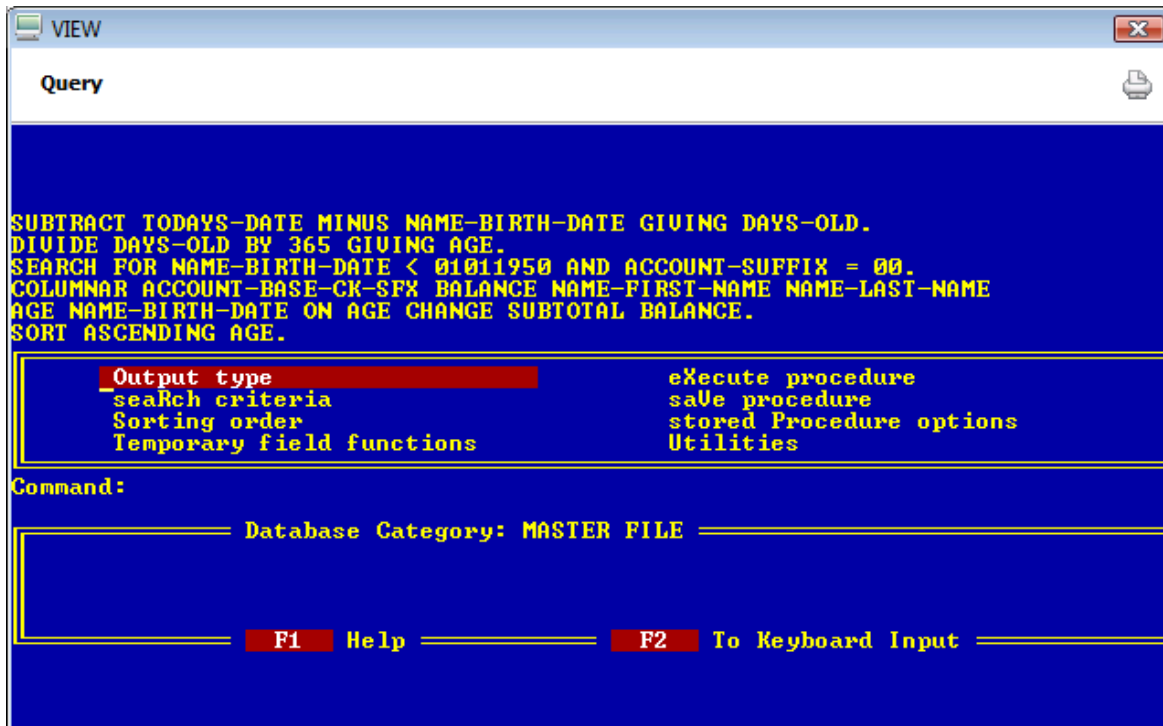 VIEW
Query
SUBTRACT TODAYS-DATE MINUS NAME-BIRTH-DATE GIVING DAYS-OLD.
DIVIDE DAYS-OLD BY 365 GIVING AGE.
SEARCH FOR NAME-BIRTH-DATE < 01011950 AND ACCOUNT-SUFFIX = 00.
COLUMNAR ACCOUNT-BASE-CK-SFX BALANCE NAME-FIRST-NAME NAME-LAST-NAME
AGE NAME-BIRTH-DATE ON AGE CHANGE SUBTOTAL BALANCE.
SORT ASCENDING AGE.
Output type eXecute procedure
seaRch criteria saVe procedure
Sorting order stored Procedure options
Temporary field functions Utilities
Command:
Database Category: MASTER FILE
F1 Help F2 To Keyboard Input